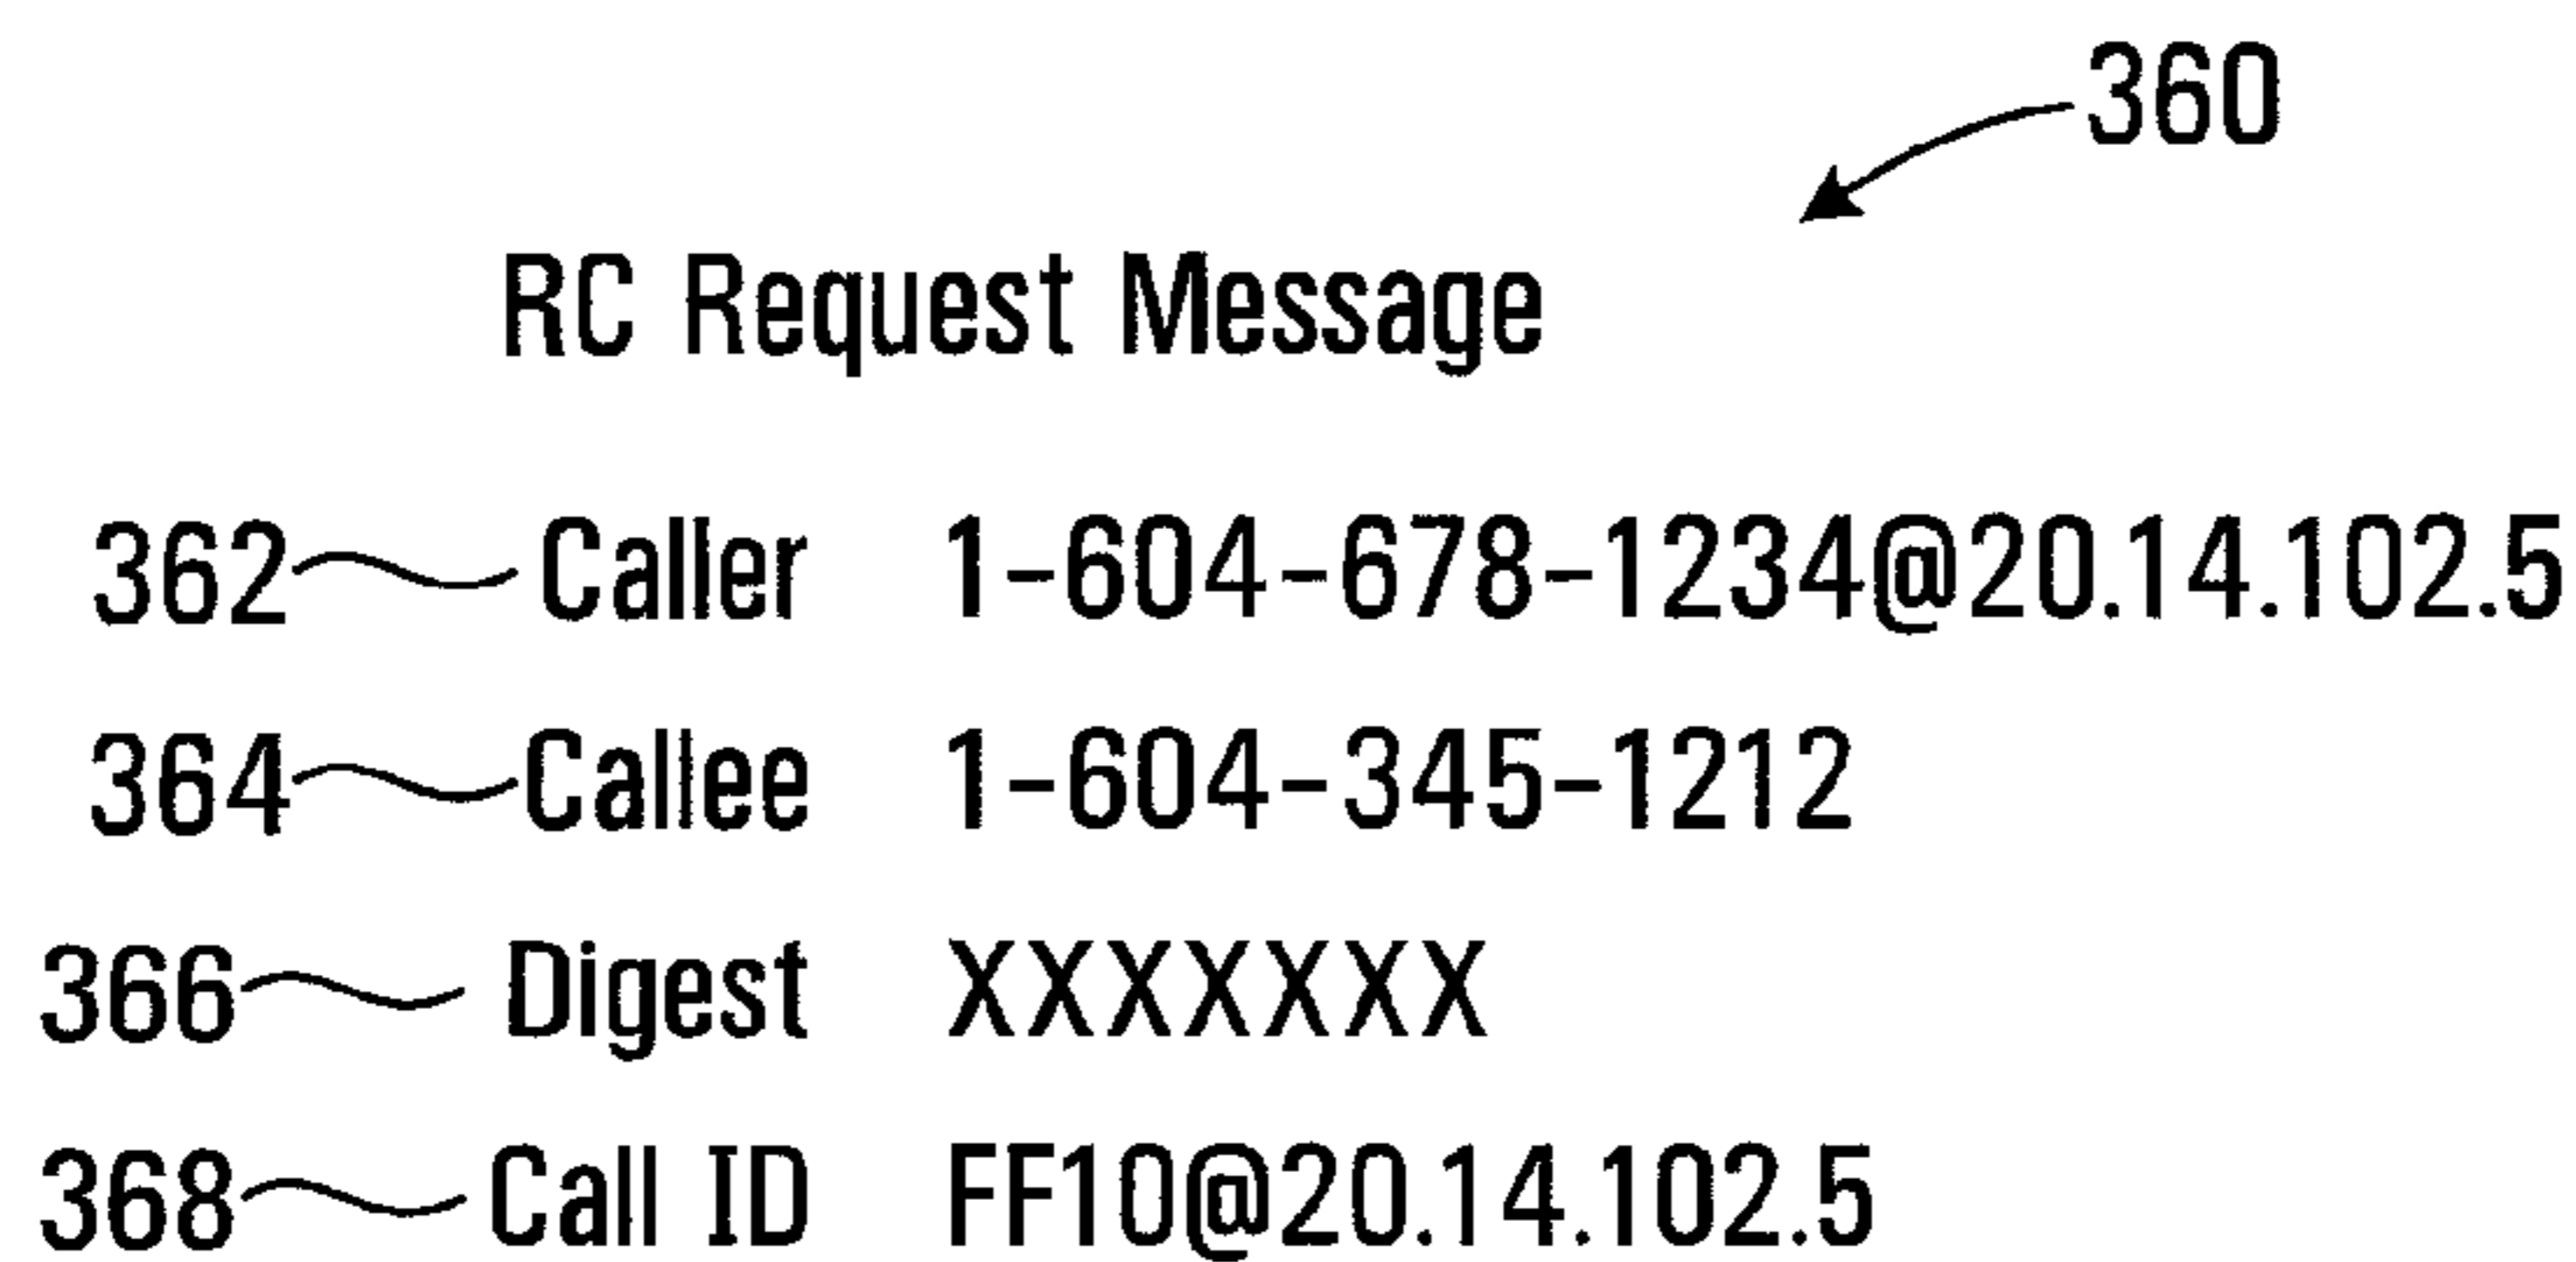 360
RC Request Message
362 Caller 1-604-678-1234@20.14.102.5
364 Callee 1-604-345-1212
366 Digest XXXXXXX
368 Call ID FF10@20.14.102.5